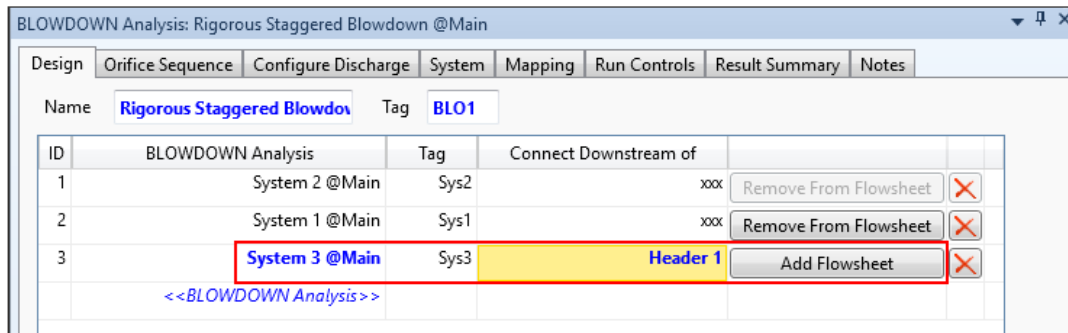 BLOWDOWN Analysis: Rigorous Staggered Blowdown @Main
Design Orifice Sequence Configure Discharge System Mapping Run Controls Result Summary Notes
Name Rigorous Staggered Blowdov Tag BLO1
ID BLOWDOWN Analysis Tag Connect Downstream of
1 System 2 @Main Sys2 xxx Remove From Flowsheet
2 System 1 @Main Sys1 xxx Remove From Flowsheet
3 System 3 @Main Sys3 Header 1 Add Flowsheet
<<BLOWDOWN Analysis>>